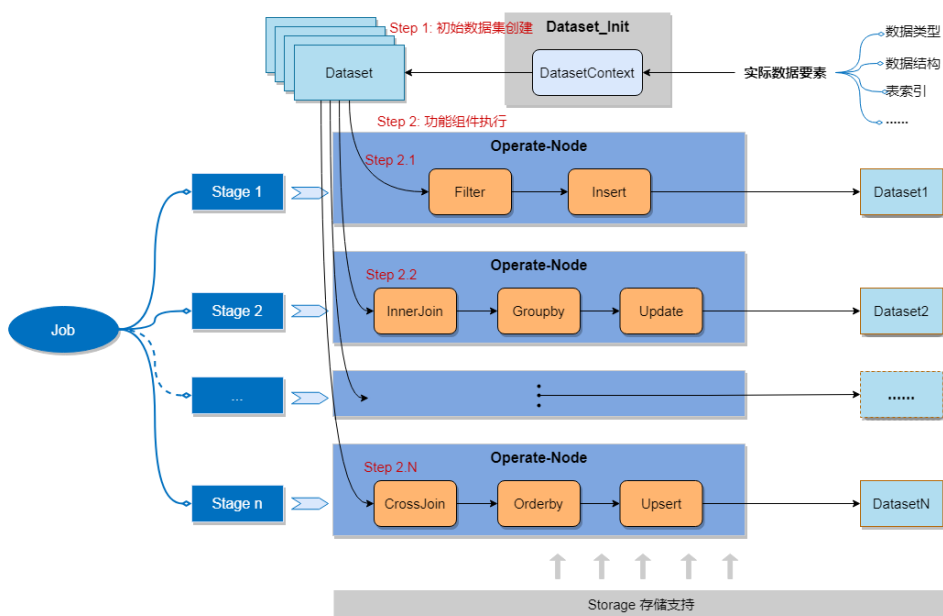 Step 1: 初始数据集创建
Dataset_Init
数据类型
Dataset
DatasetContext
实际数据要素
数据结构
表索引
......
Step 2: 功能组件执行
Operate-Node
Step 2.1
Stage 1
Filter
Insert
Dataset1
Operate-Node
Step 2.2
Stage 2
InnerJoin
Groupby
Update
Dataset2
Job
...
......
Operate-Node
Step 2.N
Stage n
CrossJoin
Orderby
Upsert
DatasetN
Storage 存储支持